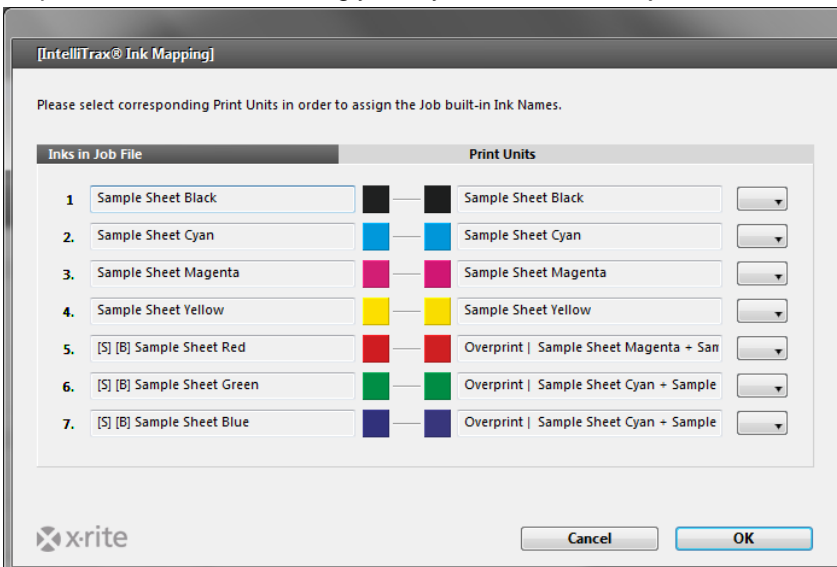 [IntelliTrax® Ink Mapping]
Please select corresponding Print Units in order to assign the Job built-in Ink Names.
Inks in Job File Print Units
1 Sample Sheet Black Sample Sheet Black
2. Sample Sheet Cyan Sample Sheet Cyan
3. Sample Sheet Magenta Sample Sheet Magenta
4. Sample Sheet Yellow Sample Sheet Yellow
5. [S] [B] Sample Sheet Red Overprint | Sample Sheet Magenta + Sam
6. [S] [B] Sample Sheet Green Overprint | Sample Sheet Cyan + Sample
7. [S] [B] Sample Sheet Blue Overprint | Sample Sheet Cyan + Sample
x·rite Cancel OK